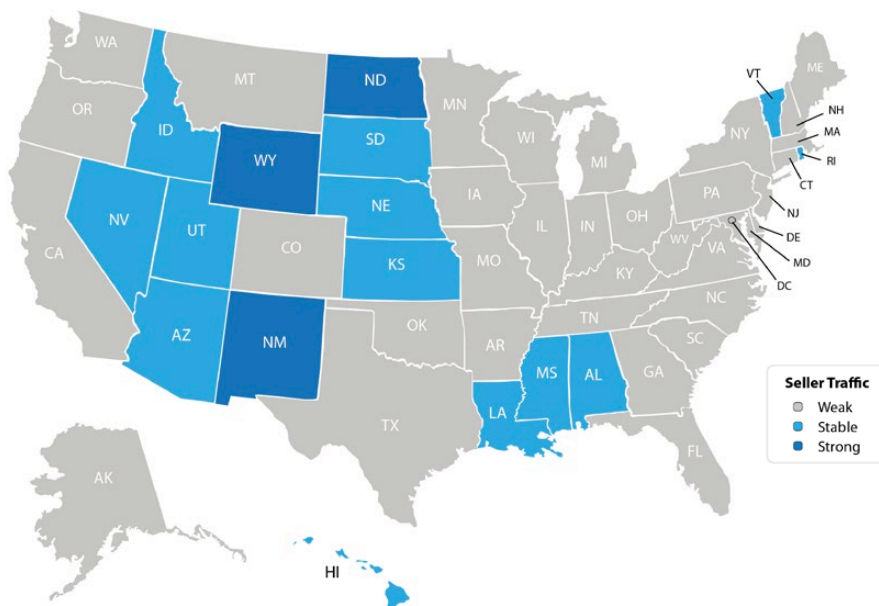 WA
MT
ND
MN
VT
ME
OR
ID
WY
SD
WI
MI
NY
NH
MA
RI
CT
NV
UT
CO
NE
IA
IL
IN
OH
PA
NJ
DE
MD
DC
CA
KS
MO
KY
WV
VA
AZ
NM
OK
AR
TN
NC
SC
TX
LA
MS
AL
GA
FL
AK
HI
Seller Traffic
Weak
Stable
Strong